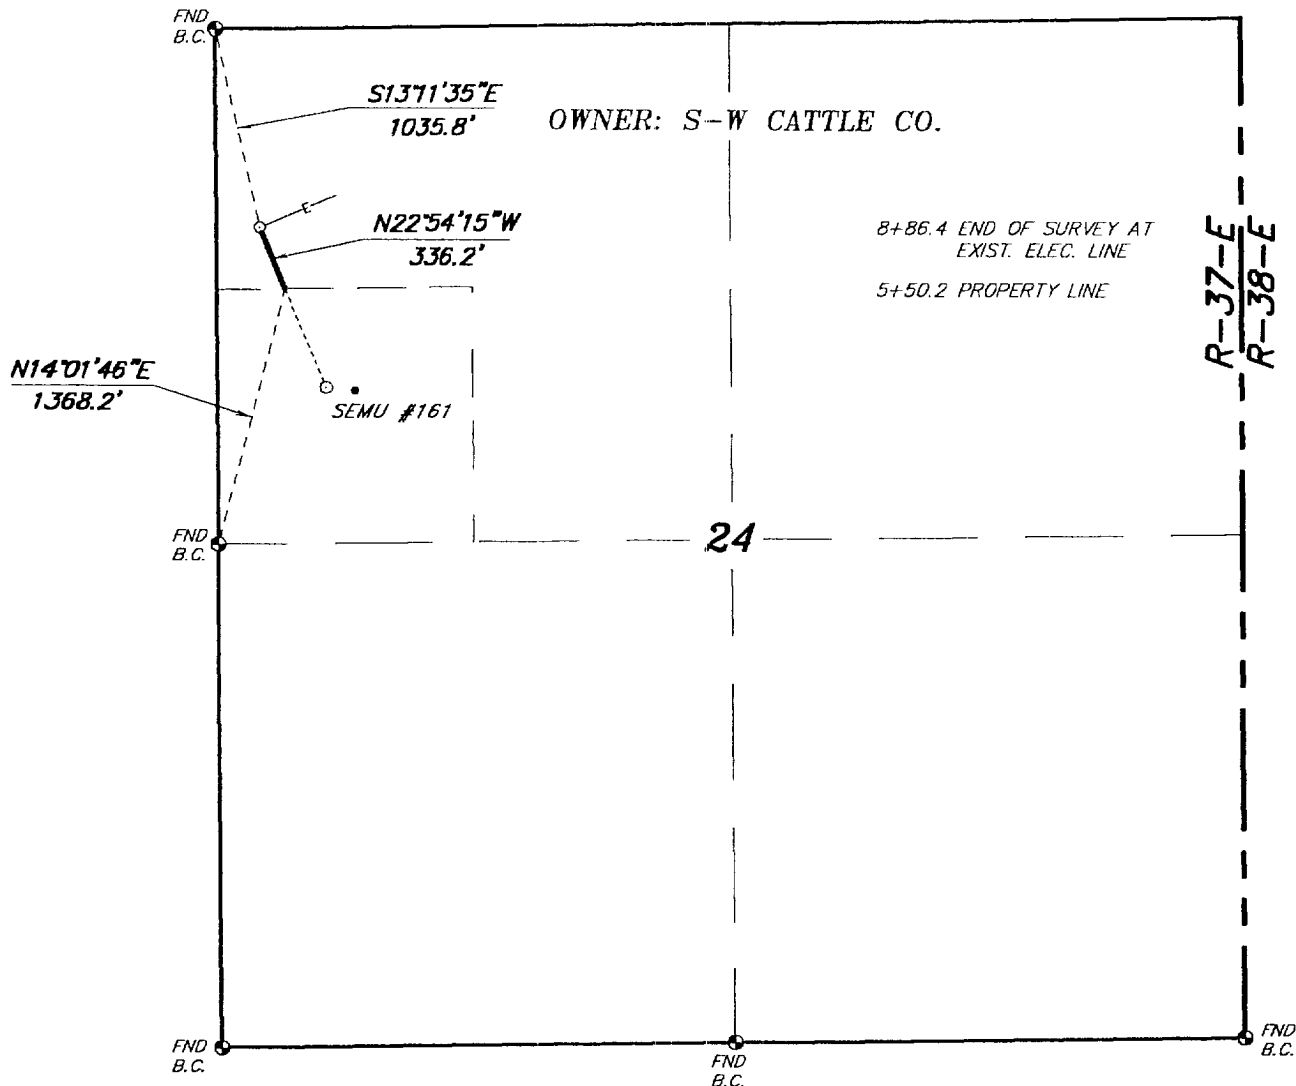 FND
B.C.
S13°11'35"E
1035.8'
OWNER: S-W CATTLE CO.
E
N22°54'15"W
336.2'
8+86.4 END OF SURVEY AT
EXIST. ELEC. LINE
5+50.2 PROPERTY LINE
R-37-E
R-38-E
N14°01'46"E
1368.2'
SEMU #161
FND
B.C.
24
FND
B.C.
FND
B.C.
FND
B.C.